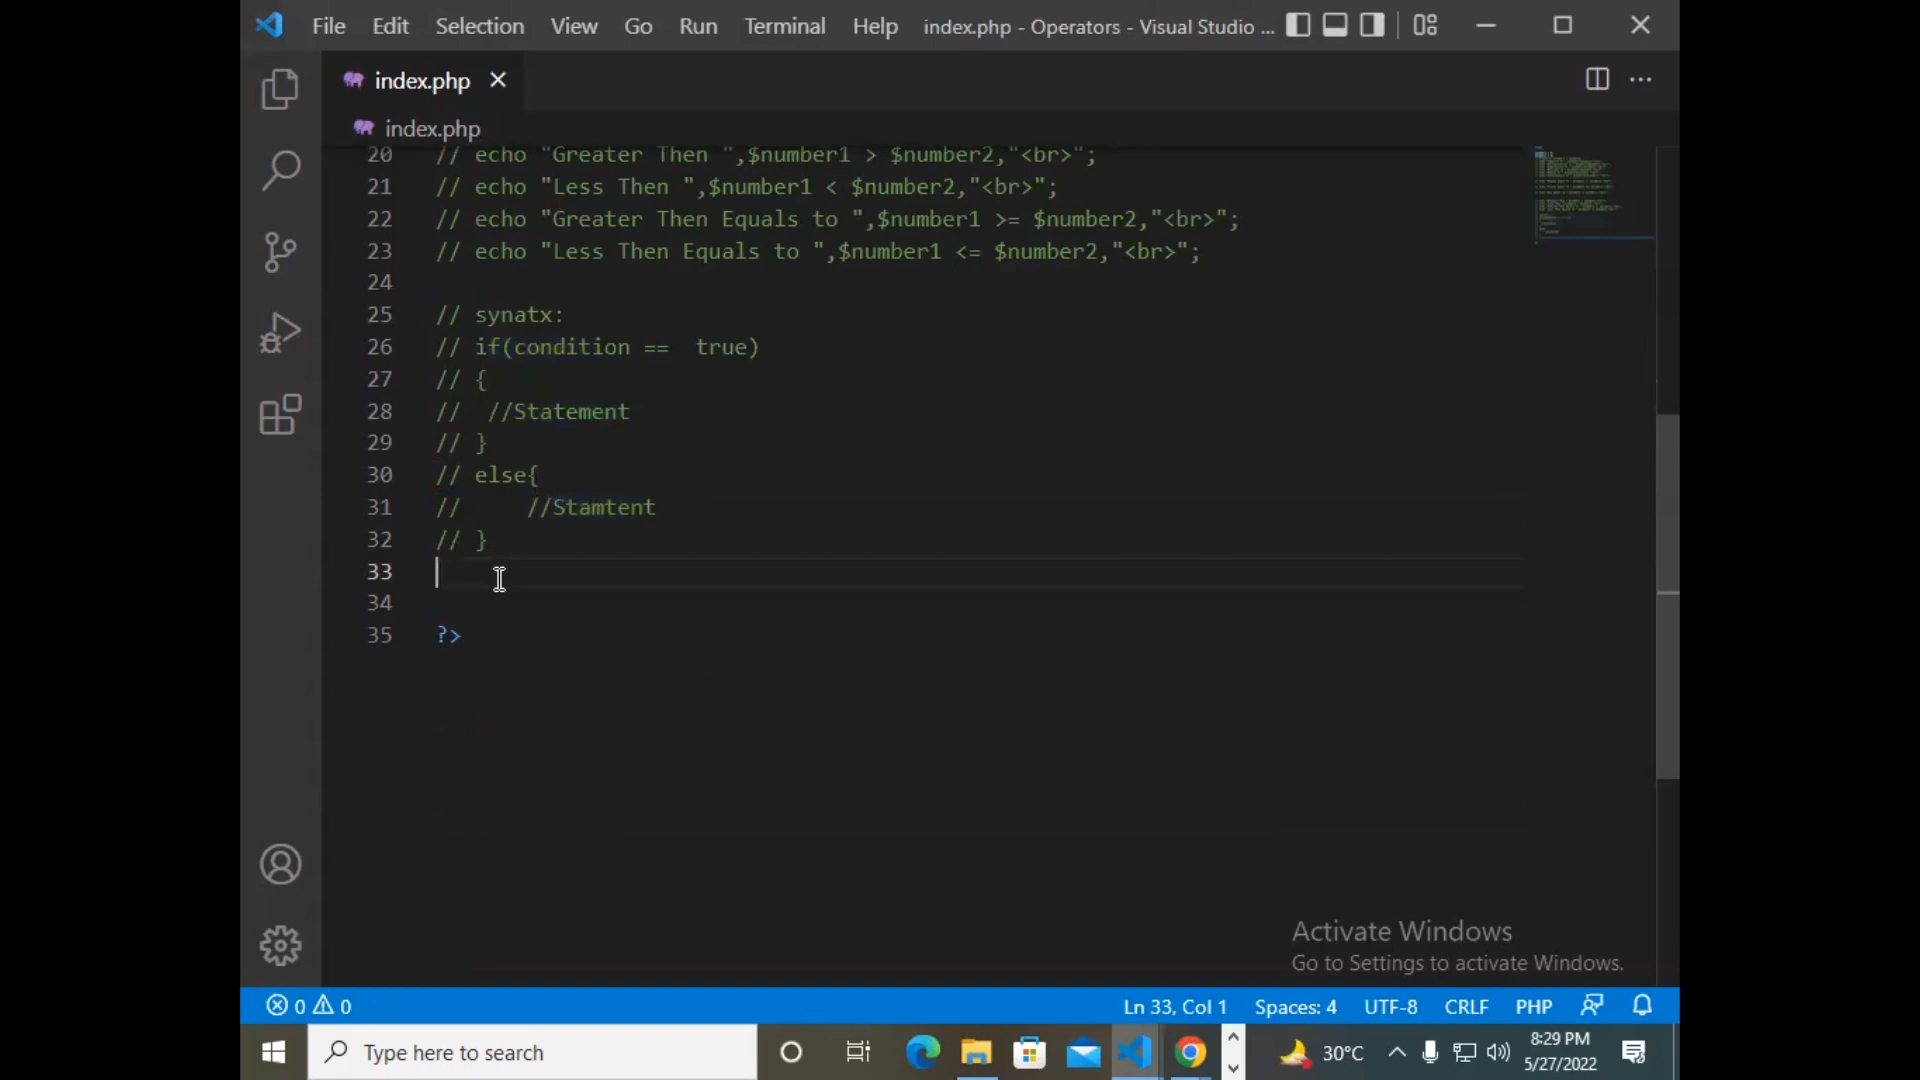 File Edit Selection View Go Run Terminal Help index.php - Operators - Visual Studio ...
index.php
index.php
20 // echo "Greater Then ",$number1 > $number2,"<br>";
21 // echo "Less Then ",$number1 < $number2,"<br>";
22 // echo "Greater Then Equals to ",$number1 >= $number2,"<br>";
23 // echo "Less Then Equals to ",$number1 <= $number2,"<br>";
24
25 // synatx:
26 // if(condition ==  true)
27 // {
28 //  //Statement
29 // }
30 // else{
31 //     //Stamtent
32 // }
33
34
35 ?>
Activate Windows
Go to Settings to activate Windows.
0 0 Ln 33, Col 1 Spaces: 4 UTF-8 CRLF PHP
Type here to search 30°C 8:29 PM
5/27/2022